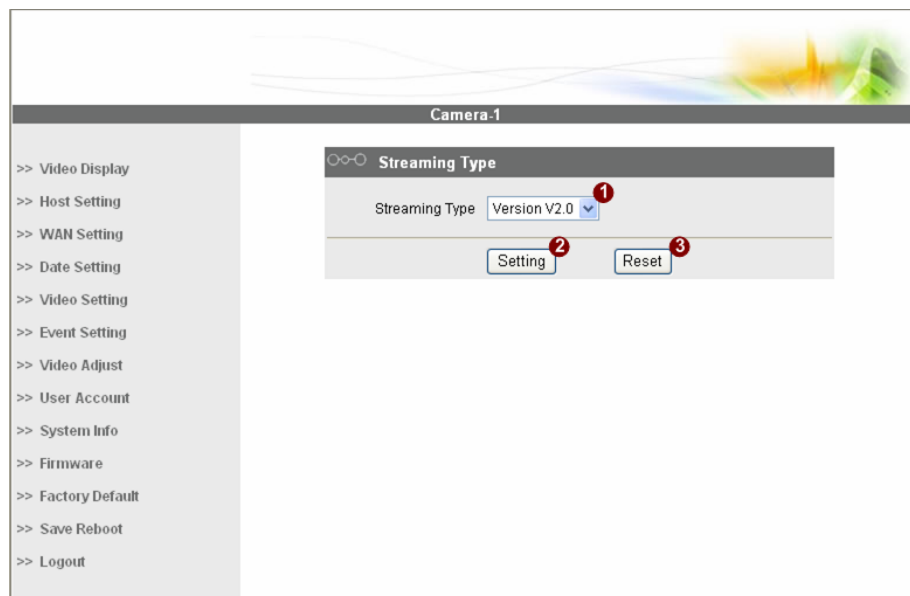 Camera-1
>> Video Display
>> Host Setting
>> WAN Setting
>> Date Setting
>> Video Setting
>> Event Setting
>> Video Adjust
>> User Account
>> System Info
>> Firmware
>> Factory Default
>> Save Reboot
>> Logout
Streaming Type
Streaming Type Version V2.0 1
Setting 2 Reset 3